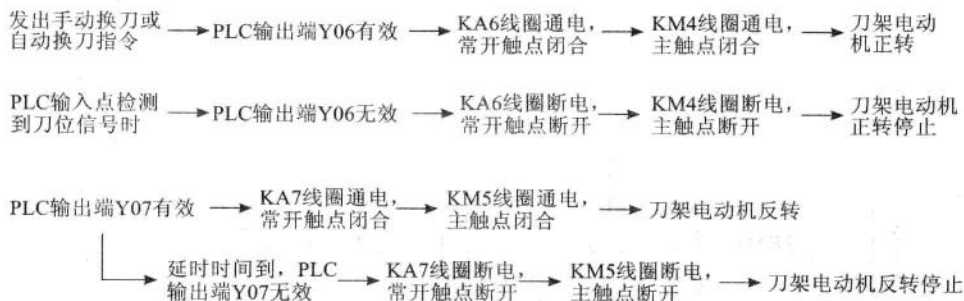 发出手动换刀或
自动换刀指令
PLC输出端Y06有效
KA6线圈通电,
常开触点闭合
KM4线圈通电,
主触点闭合
刀架电动
机正转
PLC输入点检测
到刀位信号时
PLC输出端Y06无效
KA6线圈断电,
常开触点断开
KM4线圈断电,
主触点断开
刀架电动机
正转停止
PLC输出端Y07有效
KA7线圈通电,
常开触点闭合
KM5线圈通电,
主触点闭合
刀架电动机反转
延时时间到, PLC
输出端Y07无效
KA7线圈断电,
常开触点断开
KM5线圈断电,
主触点断开
刀架电动机反转停止